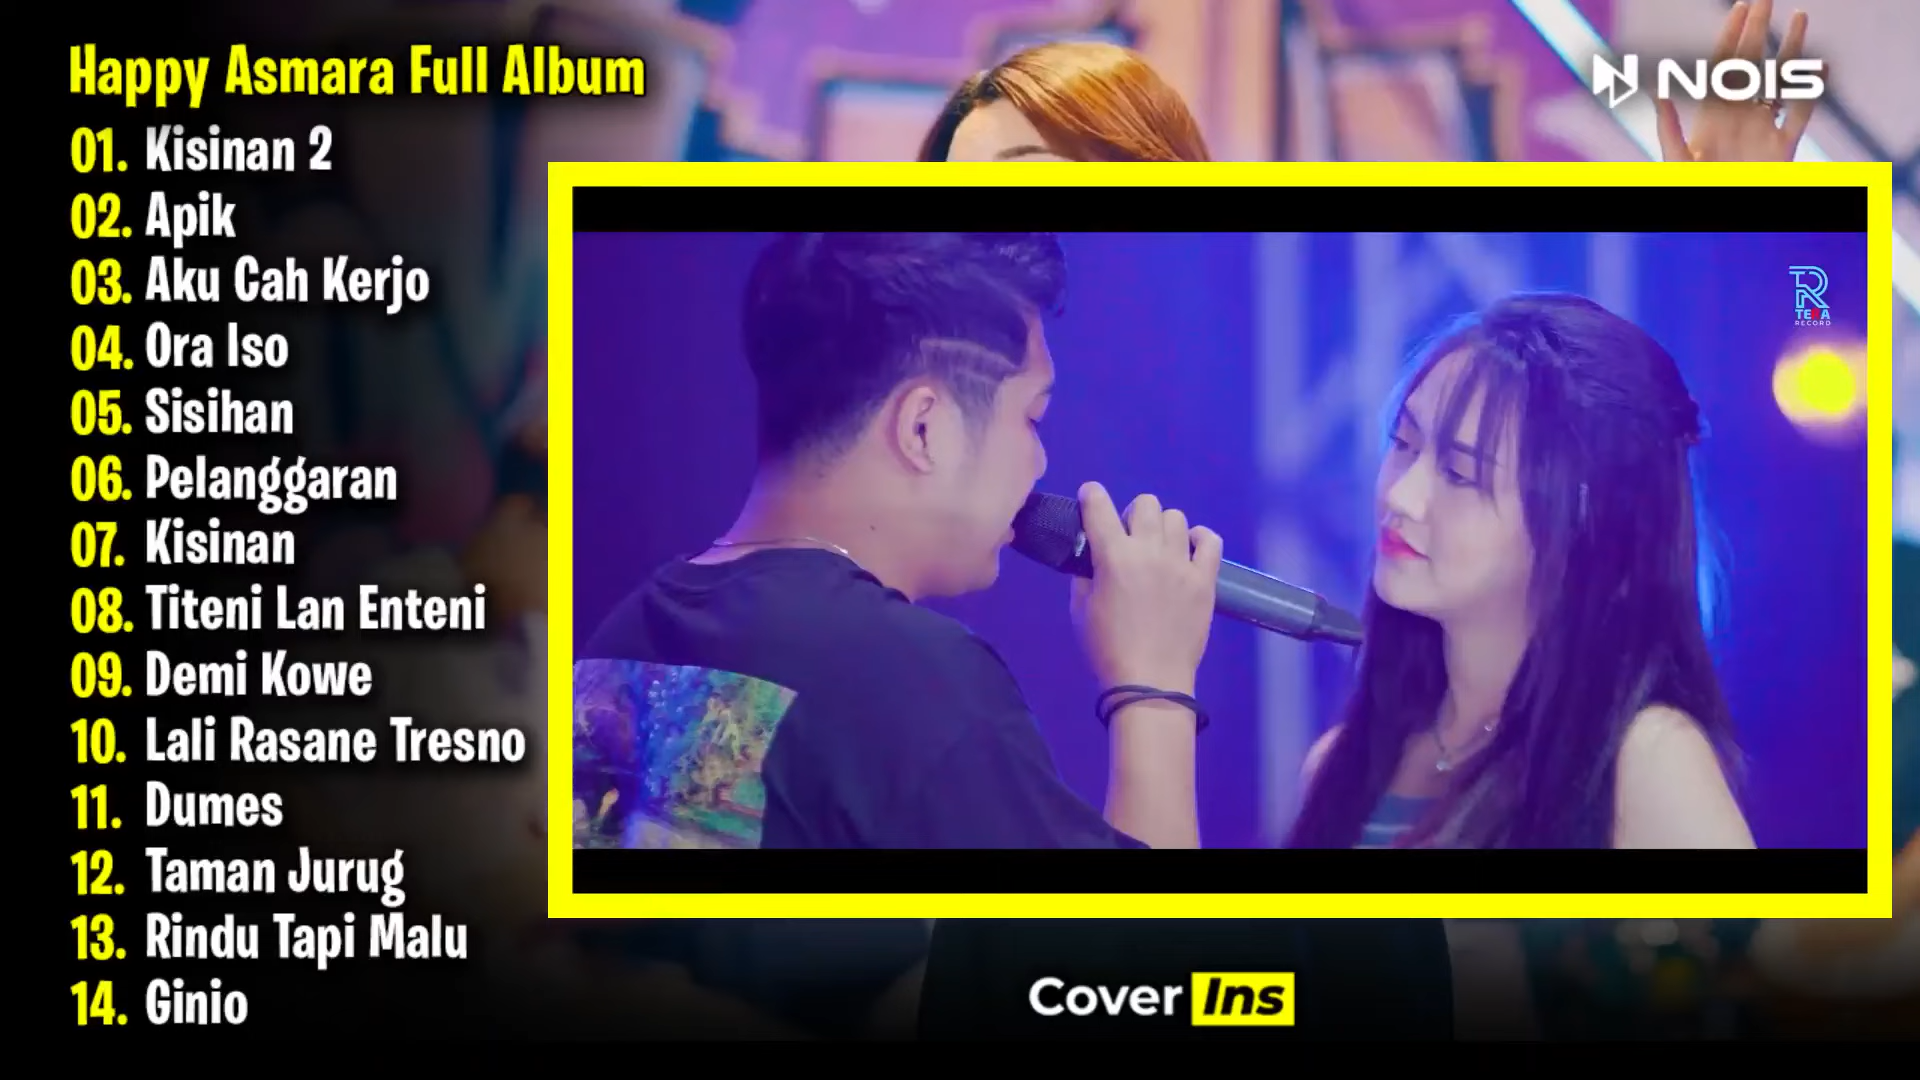 Happy Asmara Full Album
01. Kisinan 2
02. Apik
03. Aku Cah Kerjo
04. Ora Iso
05. Sisihan
06. Pelanggaran
07. Kisinan
08. Titeni Lan Enteni
09. Demi Kowe
10. Lali Rasane Tresno
11. Dumes
12. Taman Jurug
13. Rindu Tapi Malu
14. Ginio
NOIS
TERA
RECORD
Cover Ins